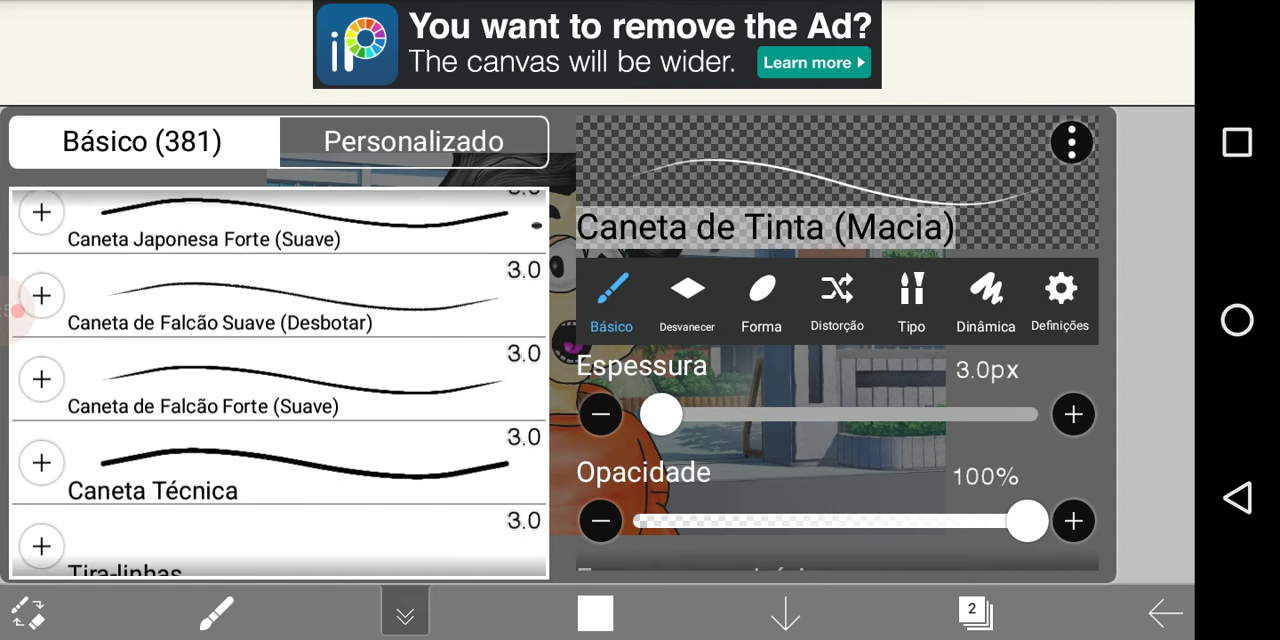 iP
You want to remove the Ad?
The canvas will be wider.
Learn more
Básico (381)
Personalizado
3.0
Caneta Japonesa Forte (Suave)
3.0
Caneta de Falcão Suave (Desbotar)
3.0
Caneta de Falcão Forte (Suave)
3.0
Caneta Técnica
3.0
Tira-linhas
Caneta de Tinta (Macia)
Básico
Desvanecer
Forma
Distorção
Tipo
Dinâmica
Definições
Espessura
3.0px
Opacidade
100%
2